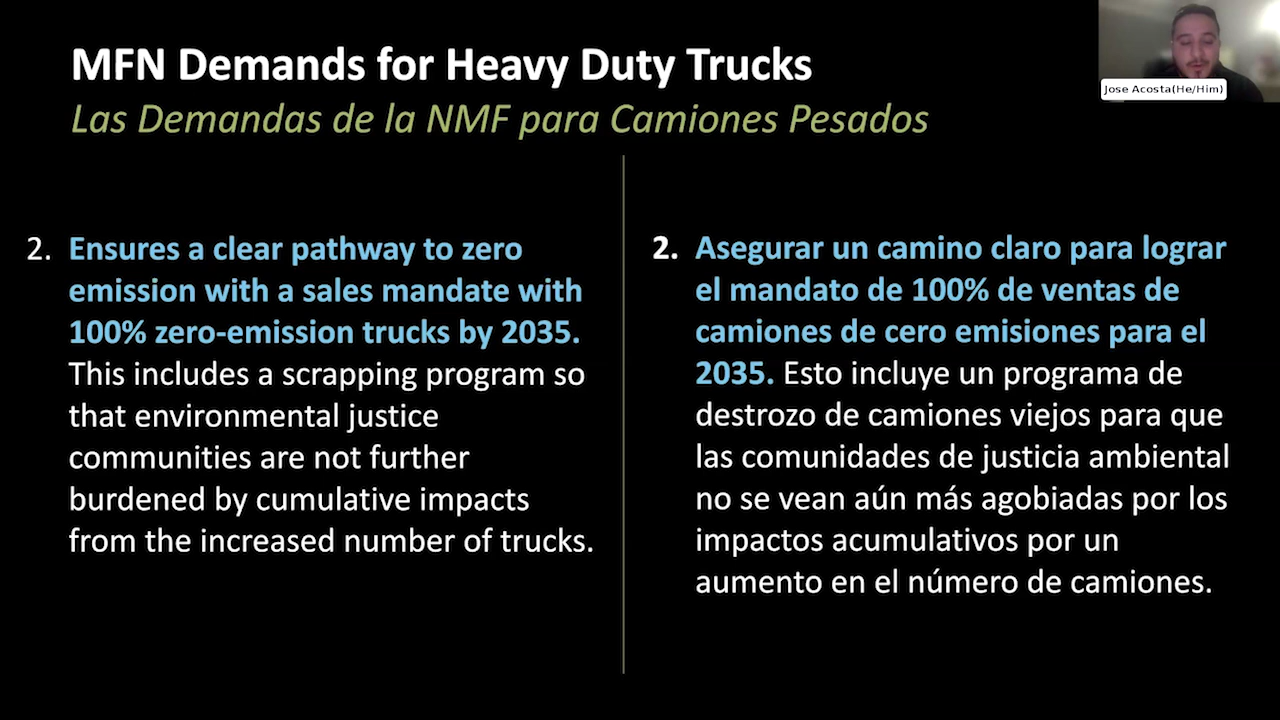 MFN Demands for Heavy Duty Trucks
Las Demandas de la NMF para Camiones Pesados
Jose Acosta(He/Him)
2. Ensures a clear pathway to zero
emission with a sales mandate with
100% zero-emission trucks by 2035.
This includes a scrapping program so
that environmental justice
communities are not further
burdened by cumulative impacts
from the increased number of trucks.
2. Asegurar un camino claro para lograr
el mandato de 100% de ventas de
camiones de cero emisiones para el
2035. Esto incluye un programa de
destrozo de camiones viejos para que
las comunidades de justicia ambiental
no se vean aún más agobiadas por los
impactos acumulativos por un
aumento en el número de camiones.